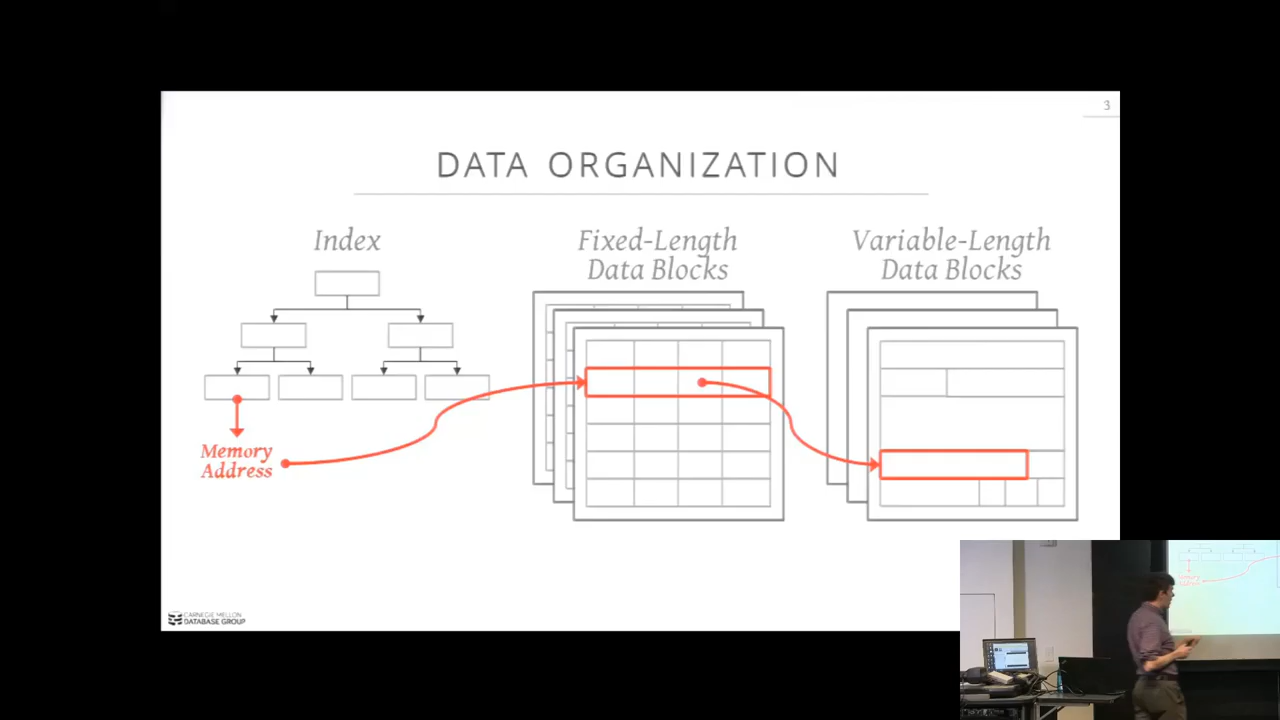 3
DATA ORGANIZATION
Index
Fixed-Length
Data Blocks
Variable-Length
Data Blocks
Memory
Address
CARNEGIE MELLON
DATABASE GROUP